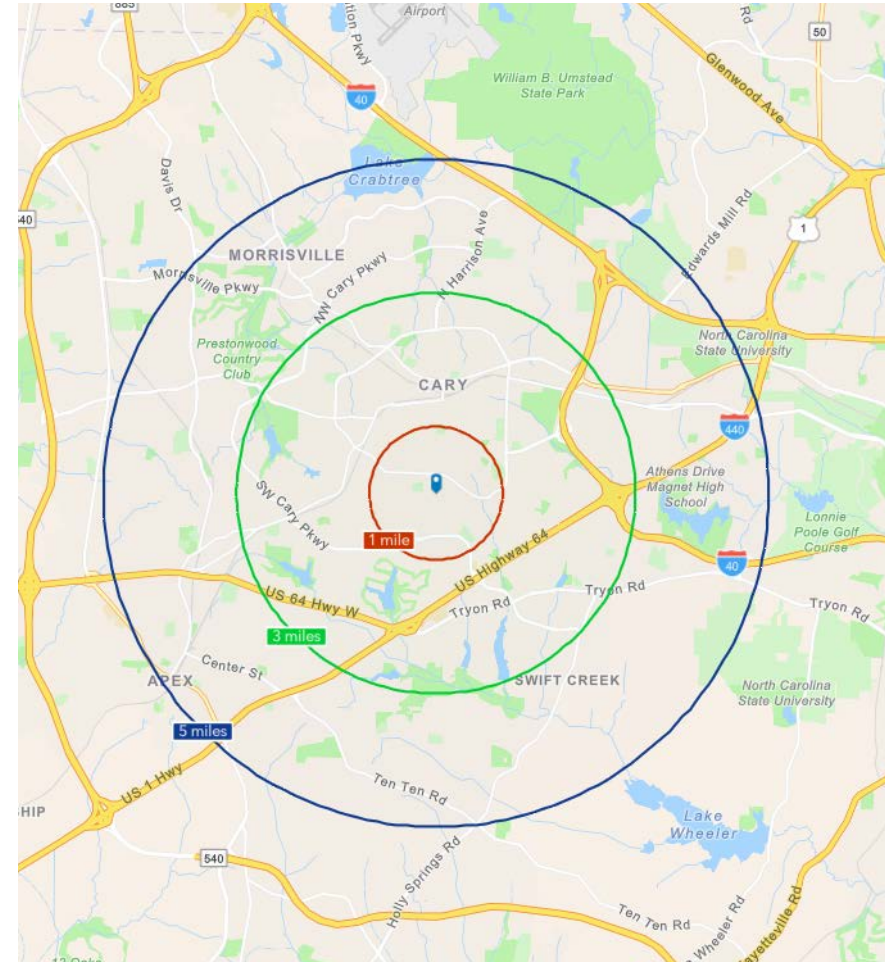 885
Airport
Rd
50
William B. Umstead
State Park
Glenwood Ave
40
Lake
Crabtree
Davis Dr
40
1
Edwards Mill Rd
MORRISVILLE
N Harrison Ave
Morrisville Pkwy
NW Cary Pkwy
North Carolina
State University
Prestonwood
Country
Club
CARY
440
Athens Drive
Magnet High
School
SW Cary Pkwy
Lonnie
Poole Golf
Course
1 mile
40
US Highway 64
US 64 Hwy W
Tryon Rd
Tryon Rd
Tryon Rd
3 miles
Center St
APEX
SWIFT CREEK
North Carolina
State University
5 miles
US 1 Hwy
Ten Ten Rd
SHIP
Lake
Wheeler
540
Holly Springs Rd
Ten Ten Rd
Wheeler Rd
ayetteville Rd